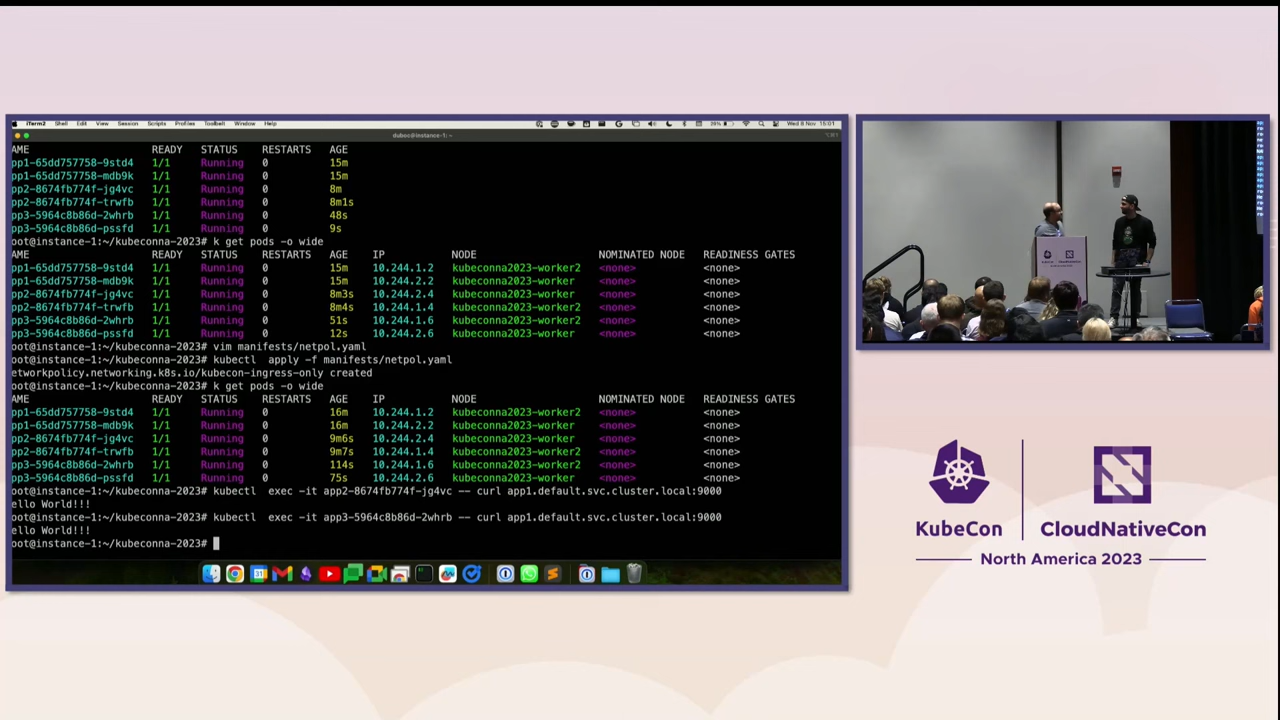 iTerm2 Shell Edit View Session Scripts Profiles Toolbelt Window Help
Wed 8 Nov 15:01
duboc@instance-1: ~
AME READY STATUS RESTARTS AGE
pp1-65dd757758-9std4 1/1 Running 0 15m
pp1-65dd757758-mdb9k 1/1 Running 0 15m
pp2-8674fb774f-jg4vc 1/1 Running 0 8m
pp2-8674fb774f-trwfb 1/1 Running 0 8m1s
pp3-5964c8b86d-2whrb 1/1 Running 0 48s
pp3-5964c8b86d-pssfd 1/1 Running 0 9s
oot@instance-1:~/kubeconna-2023# k get pods -o wide
AME READY STATUS RESTARTS AGE IP NODE NOMINATED NODE READINESS GATES
pp1-65dd757758-9std4 1/1 Running 0 15m 10.244.1.2 kubeconna2023-worker2 <none> <none>
pp1-65dd757758-mdb9k 1/1 Running 0 15m 10.244.2.2 kubeconna2023-worker <none> <none>
pp2-8674fb774f-jg4vc 1/1 Running 0 8m3s 10.244.2.4 kubeconna2023-worker <none> <none>
pp2-8674fb774f-trwfb 1/1 Running 0 8m4s 10.244.1.4 kubeconna2023-worker2 <none> <none>
pp3-5964c8b86d-2whrb 1/1 Running 0 51s 10.244.1.6 kubeconna2023-worker2 <none> <none>
pp3-5964c8b86d-pssfd 1/1 Running 0 12s 10.244.2.6 kubeconna2023-worker <none> <none>
oot@instance-1:~/kubeconna-2023# vim manifests/netpol.yaml
oot@instance-1:~/kubeconna-2023# kubectl apply -f manifests/netpol.yaml
etworkpolicy.networking.k8s.io/kubecon-ingress-only created
oot@instance-1:~/kubeconna-2023# k get pods -o wide
AME READY STATUS RESTARTS AGE IP NODE NOMINATED NODE READINESS GATES
pp1-65dd757758-9std4 1/1 Running 0 16m 10.244.1.2 kubeconna2023-worker2 <none> <none>
pp1-65dd757758-mdb9k 1/1 Running 0 16m 10.244.2.2 kubeconna2023-worker <none> <none>
pp2-8674fb774f-jg4vc 1/1 Running 0 9m6s 10.244.2.4 kubeconna2023-worker <none> <none>
pp2-8674fb774f-trwfb 1/1 Running 0 9m7s 10.244.1.4 kubeconna2023-worker2 <none> <none>
pp3-5964c8b86d-2whrb 1/1 Running 0 114s 10.244.1.6 kubeconna2023-worker2 <none> <none>
pp3-5964c8b86d-pssfd 1/1 Running 0 75s 10.244.2.6 kubeconna2023-worker <none> <none>
oot@instance-1:~/kubeconna-2023# kubectl exec -it app2-8674fb774f-jg4vc -- curl app1.default.svc.cluster.local:9000
ello World!!!
oot@instance-1:~/kubeconna-2023# kubectl exec -it app3-5964c8b86d-2whrb -- curl app1.default.svc.cluster.local:9000
ello World!!!
oot@instance-1:~/kubeconna-2023#
KubeCon CloudNativeCon
North America 2023